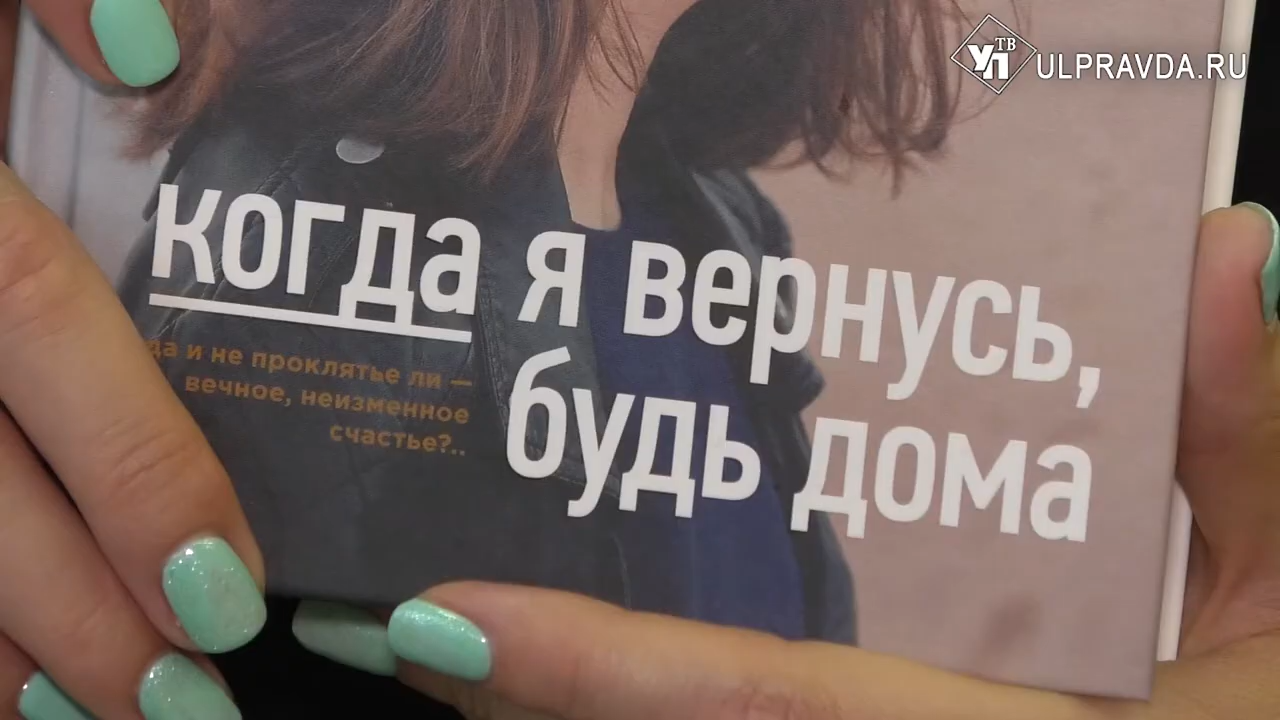 УП ТВ ULPRAVDA.RU
когда я вернусь,
да и не проклятье ли —
вечное, неизменное
счастье?..
будь дома